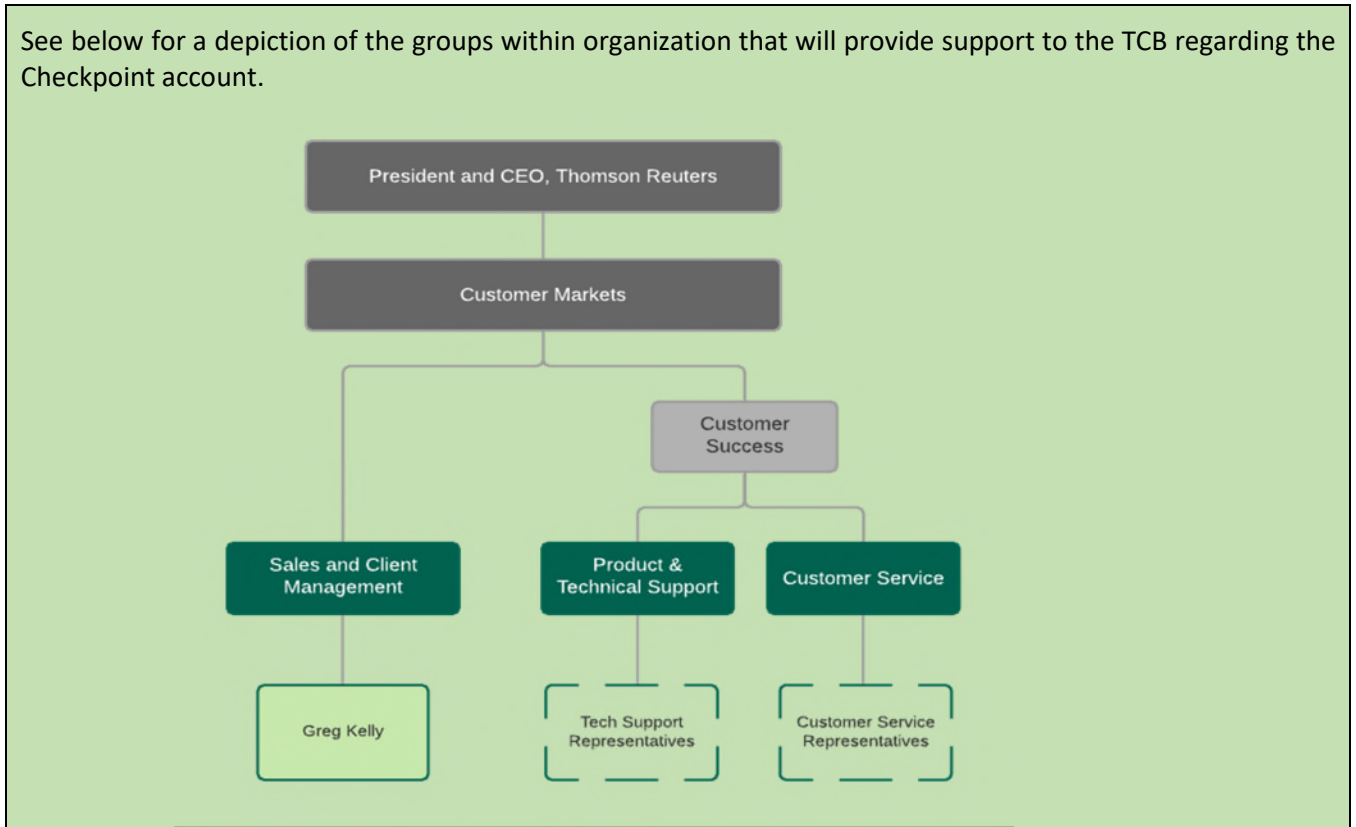 See below for a depiction of the groups within organization that will provide support to the TCB regarding the
Checkpoint account.
President and CEO, Thomson Reuters
Customer Markets
Customer
Success
Sales and Client
Management
Product &
Technical Support
Customer Service
Greg Kelly
Tech Support
Representatives
Customer Service
Representatives